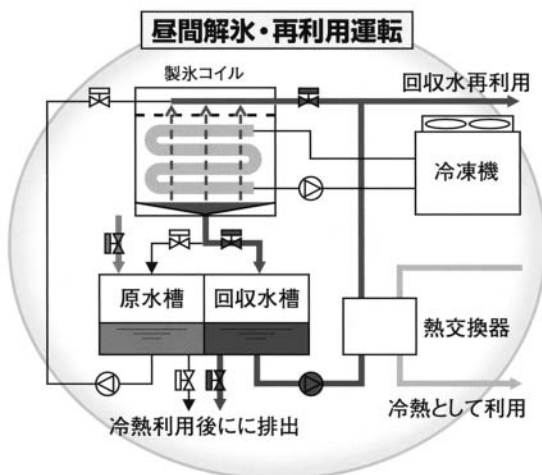 昼間解氷・再利用運転
製氷コイル
回収水再利用
冷凍機
原水槽
回収水槽
熱交換器
冷熱として利用
冷熱利用後にに排出